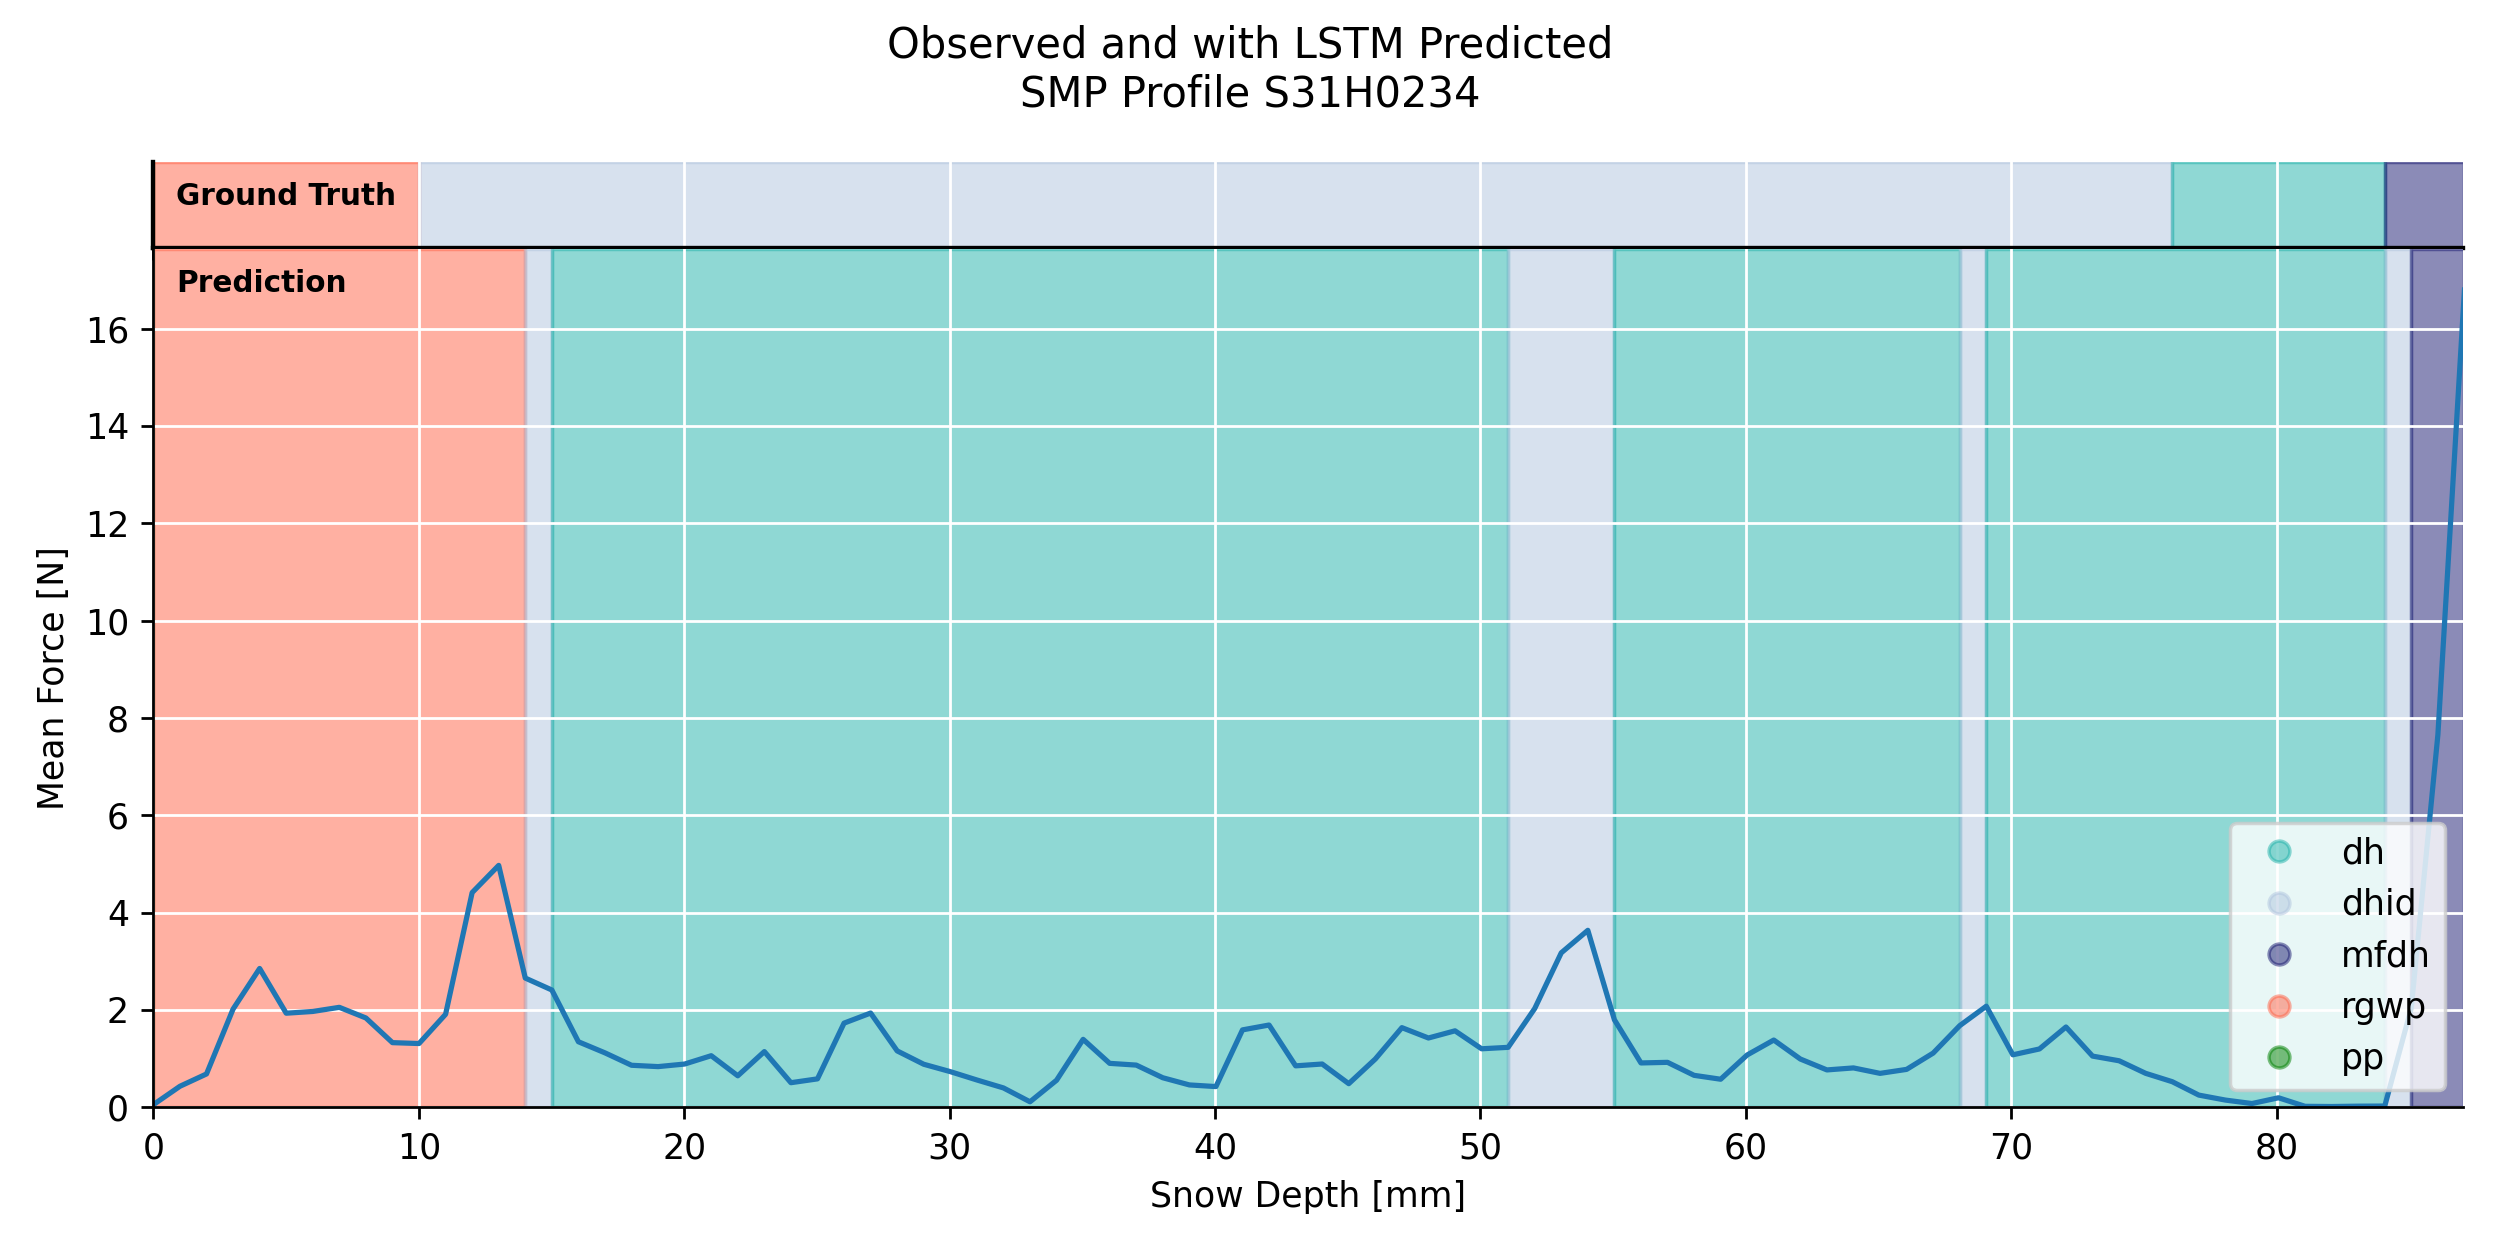 Observed and with LSTM Predicted
SMP Profile S31H0234
Ground Truth
Prediction
16
14
12
10
8
6
4
2
0
Mean Force [N]
dh
dhid
mfdh
rgwp
pp
0 10 20 30 40 50 60 70 80
Snow Depth [mm]